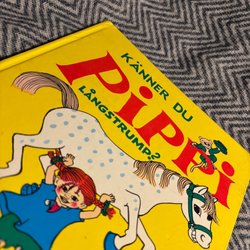 KÄNNER DU
PiPPi
LÅNGSTRUMP?